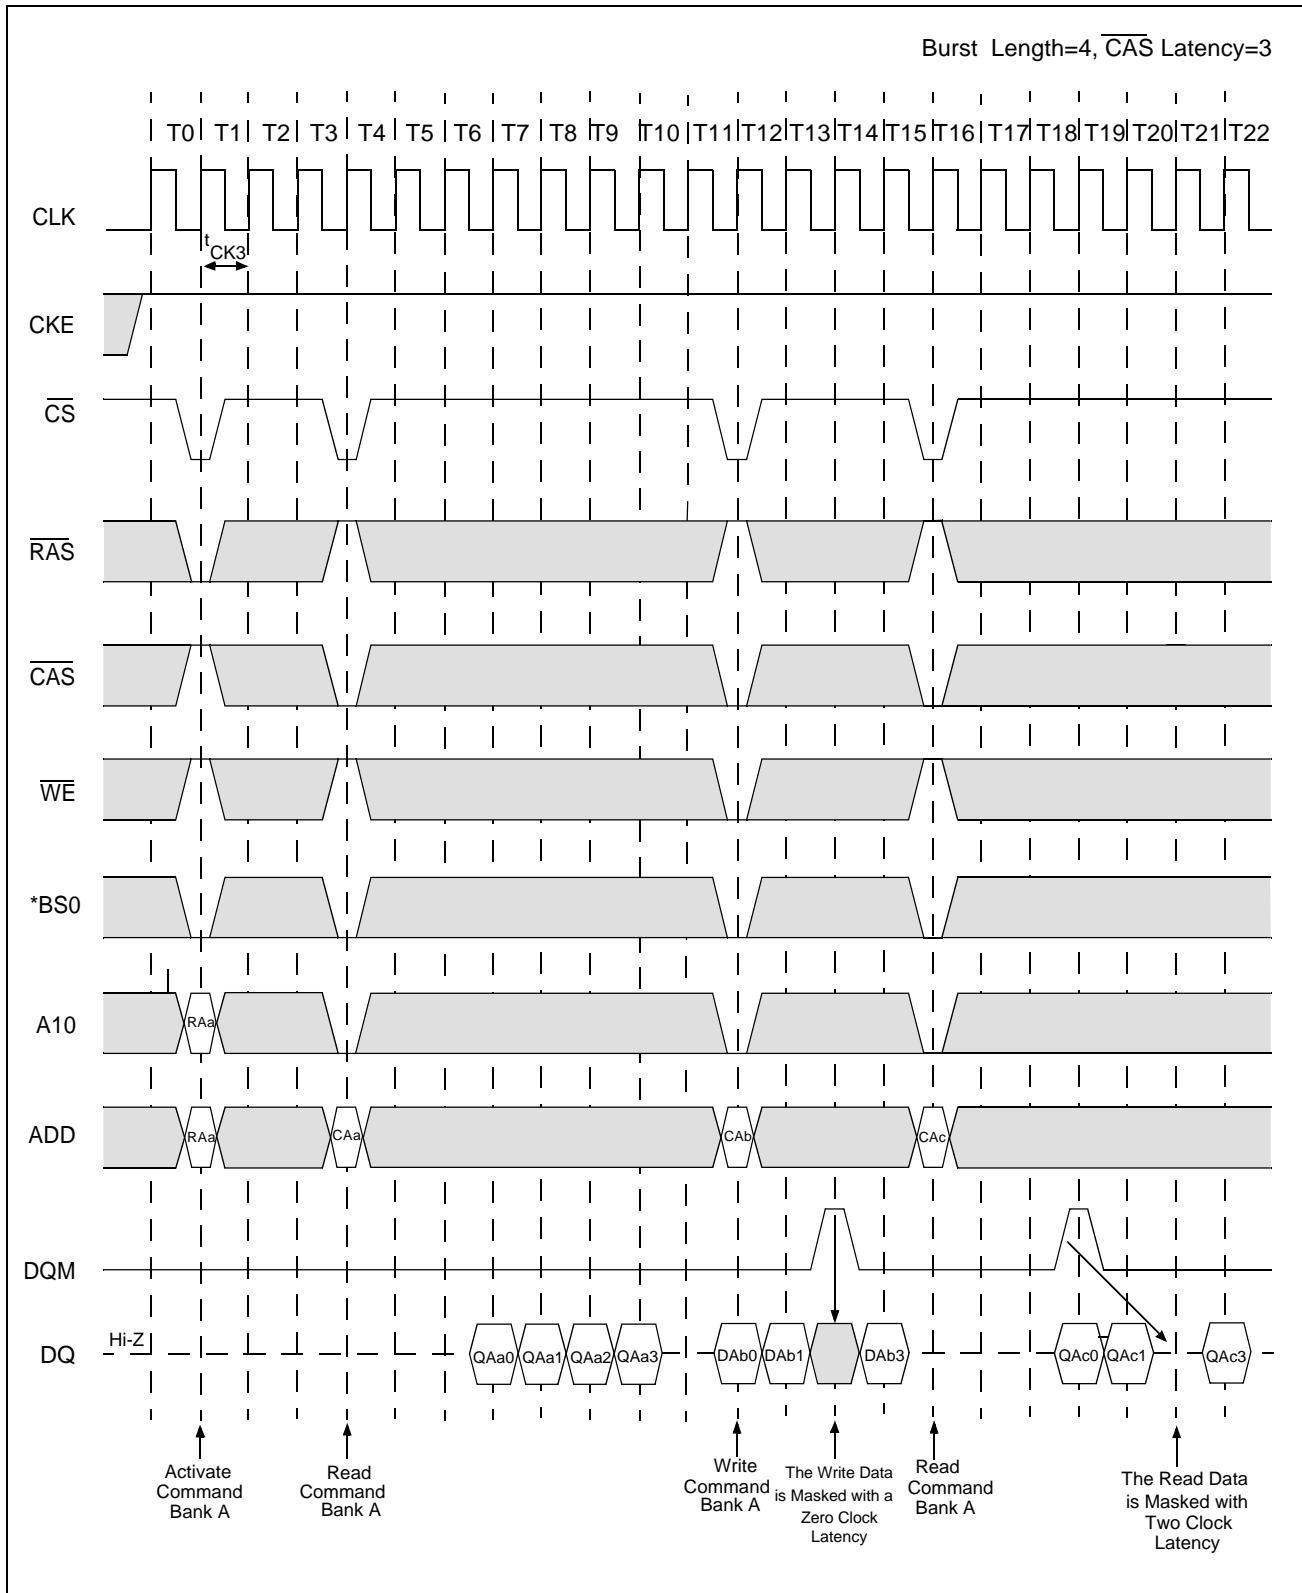 Burst Length=4, CAS Latency=3
T0 T1 T2 T3 T4 T5 T6 T7 T8 T9 T10 T11 T12 T13 T14 T15 T16 T17 T18 T19 T20 T21 T22
CLK
tCK3
CKE
CS
RAS
CAS
WE
*BS0
A10
RAa
ADD
RAa CAa CAb CAc
DQM
Hi-Z
DQ
QAa0 QAa1 QAa2 QAa3 DAb0 DAb1 DAb3 QAc0 QAc1 QAc3
Activate
Command
Bank A
Read
Command
Bank A
Write
Command
Bank A
The Write Data
is Masked with a
Zero Clock
Latency
Read
Command
Bank A
The Read Data
is Masked with
Two Clock
Latency